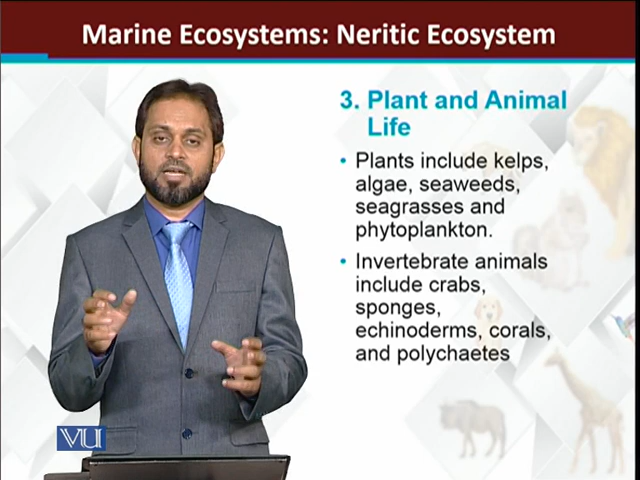 Marine Ecosystems: Neritic Ecosystem
3. Plant and Animal
Life
• Plants include kelps,
algae, seaweeds,
seagrasses and
phytoplankton.
• Invertebrate animals
include crabs,
sponges,
echinoderms, corals,
and polychaetes
VU